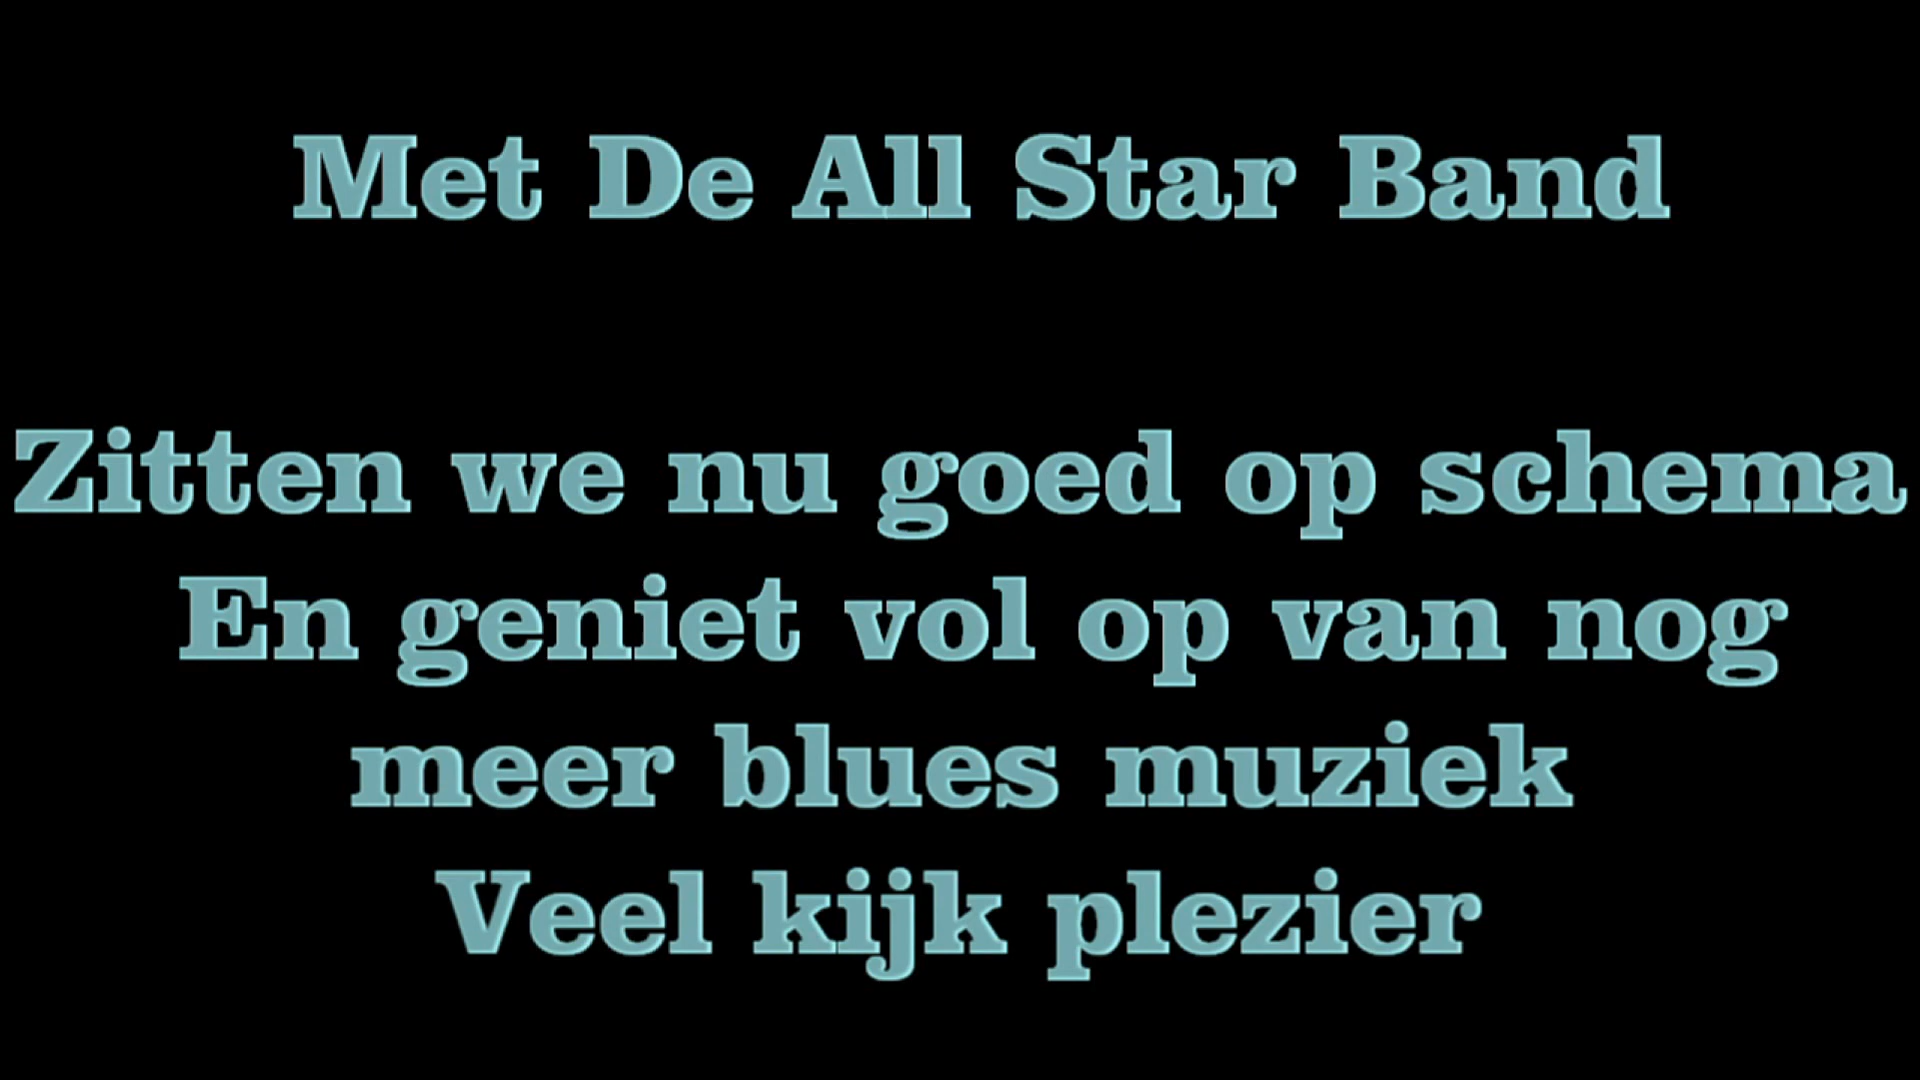 Met De All Star Band
Zitten we nu goed op schema
En geniet vol op van nog
meer blues muziek
Veel kijk plezier